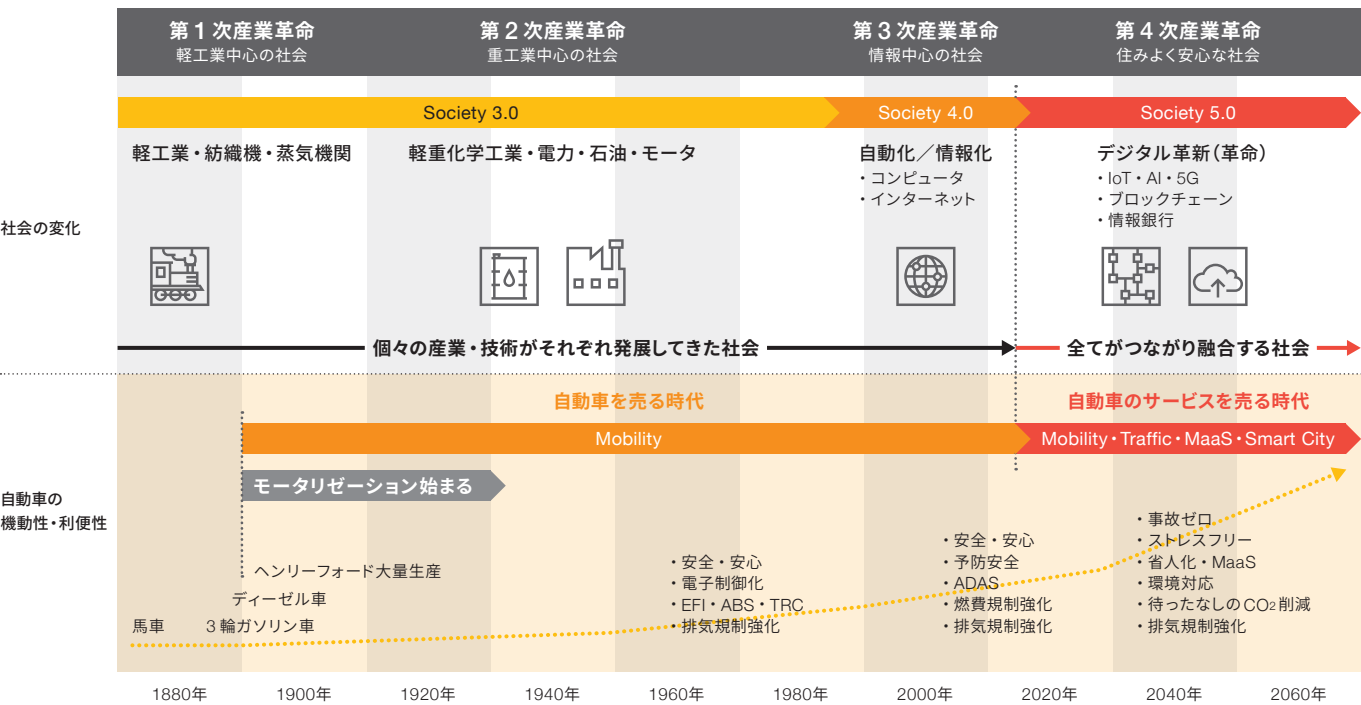 第1次産業革命
軽工業中心の社会
第2次産業革命
重工業中心の社会
第3次産業革命
情報中心の社会
第4次産業革命
住みよく安心な社会
Society 3.0
Society 4.0
Society 5.0
社会の変化
軽工業・紡織機・蒸気機関
軽重化学工業・電力・石油・モータ
自動化／情報化
・コンピュータ
・インターネット
デジタル革新（革命）
・IoT・AI・5G
・ブロックチェーン
・情報銀行
個々の産業・技術がそれぞれ発展してきた社会
全てがつながり融合する社会
自動車の
機動性・利便性
自動車を売る時代
自動車のサービスを売る時代
Mobility
Mobility・Traffic・MaaS・Smart City
モータリゼーション始まる
ヘンリーフォード大量生産
ディーゼル車
馬車
3輪ガソリン車
・安全・安心
・電子制御化
・EFI・ABS・TRC
・排気規制強化
・安全・安心
・予防安全
・ADAS
・燃費規制強化
・排気規制強化
・事故ゼロ
・ストレスフリー
・省人化・MaaS
・環境対応
・待ったなしのCO2削減
・排気規制強化
1880年
1900年
1920年
1940年
1960年
1980年
2000年
2020年
2040年
2060年